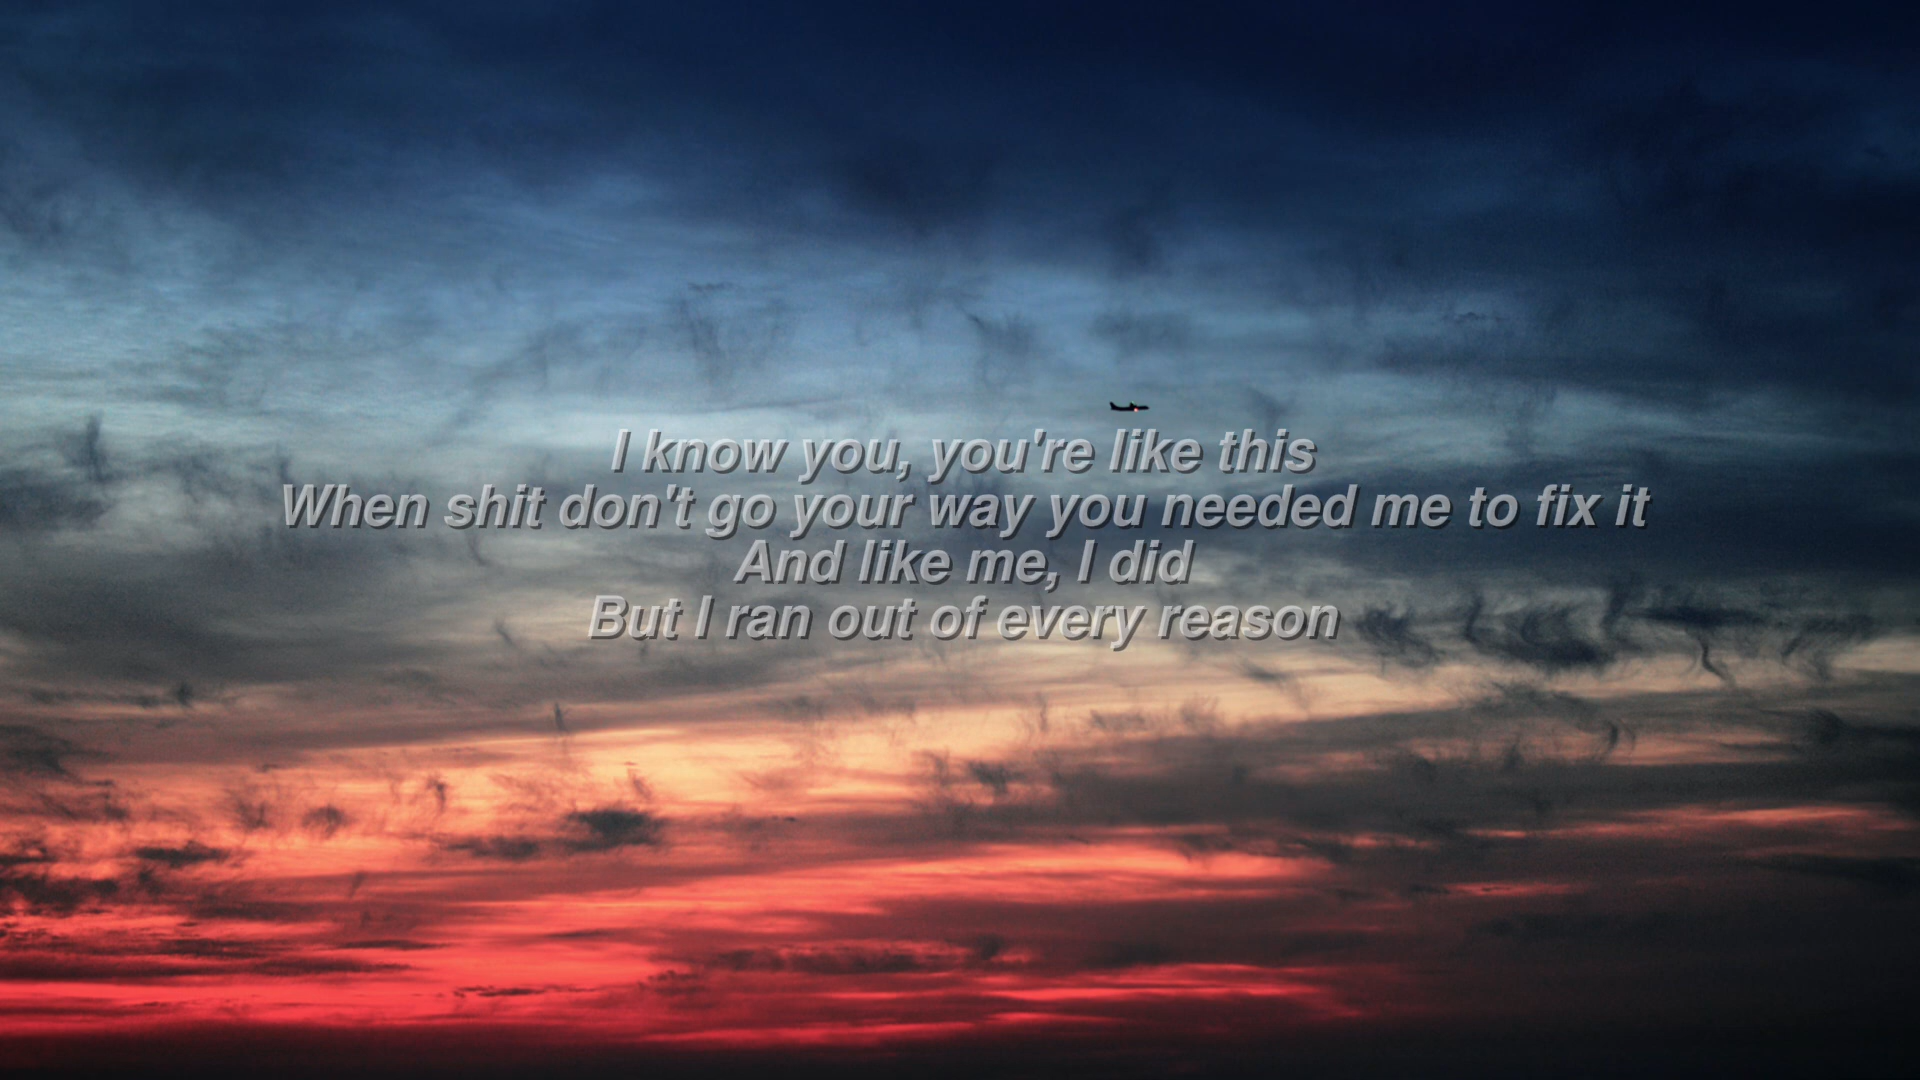 I know you, you're like this
When shit don't go your way you needed me to fix it
And like me, I did
But I ran out of every reason